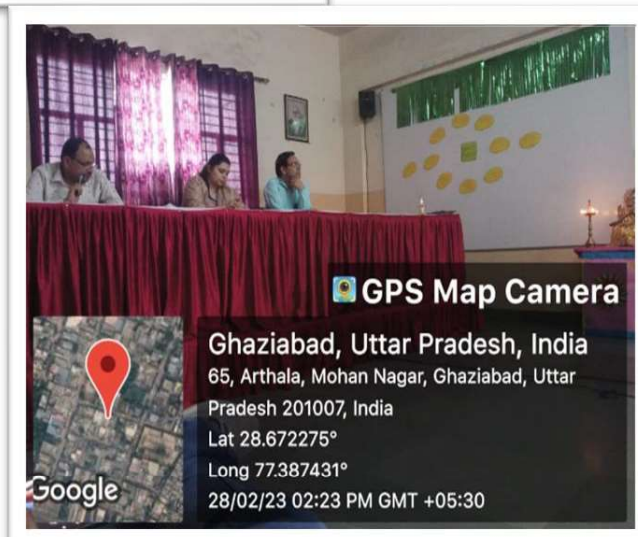 GPS Map Camera
Ghaziabad, Uttar Pradesh, India
65, Arthala, Mohan Nagar, Ghaziabad, Uttar
Pradesh 201007, India
Lat 28.672275°
Long 77.387431°
28/02/23 02:23 PM GMT +05:30
Google